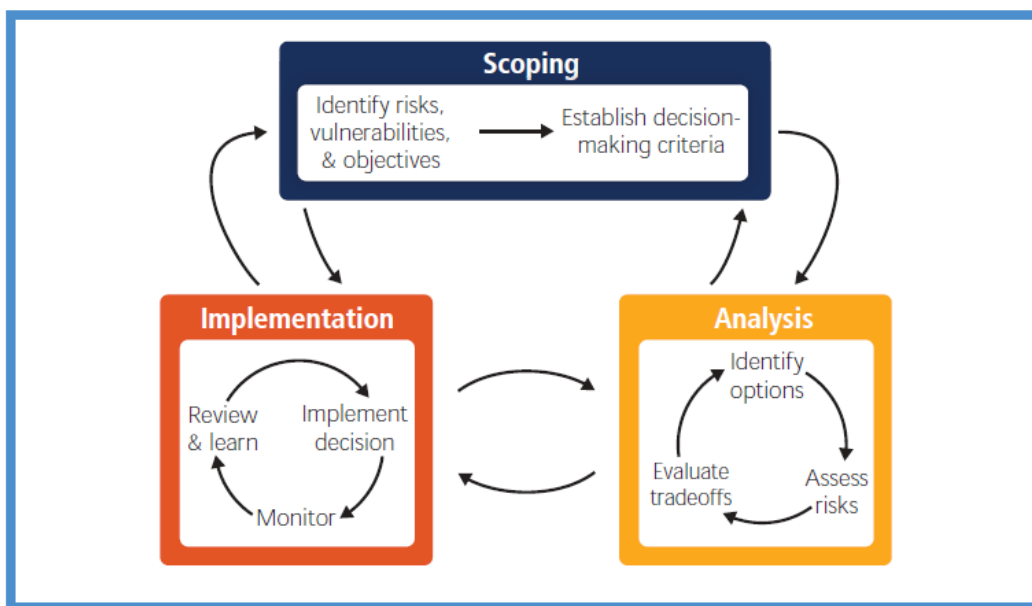 Scoping
Identify risks,
vulnerabilities,
& objectives
Establish decision-
making criteria
Implementation
Review
& learn
Implement
decision
Monitor
Analysis
Identify
options
Assess
risks
Evaluate
tradeoffs